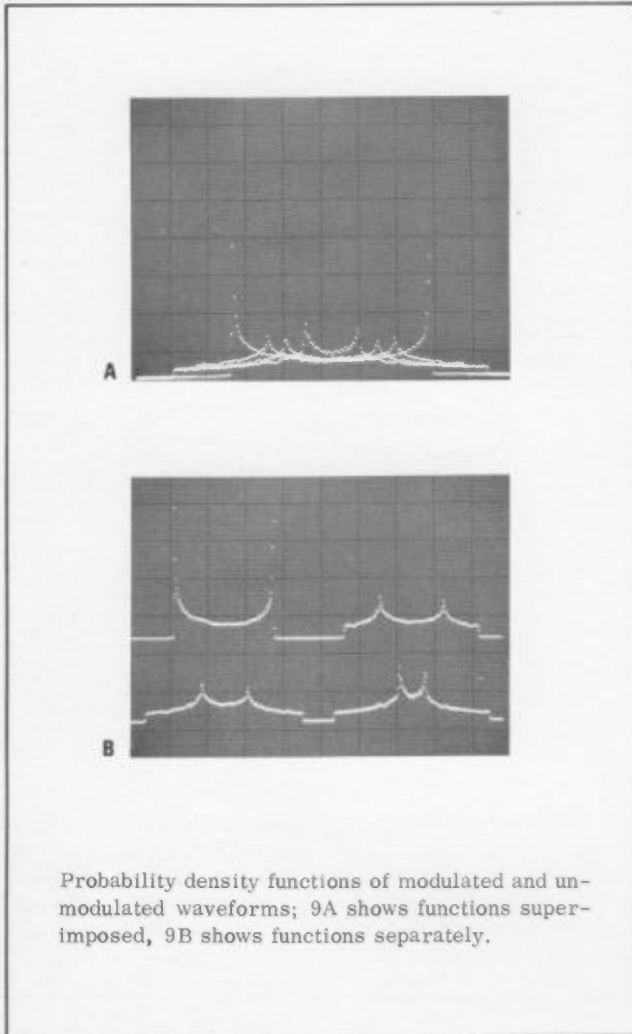 A
B
Probability density functions of modulated and un-
modulated waveforms; 9A shows functions super-
imposed, 9B shows functions separately.